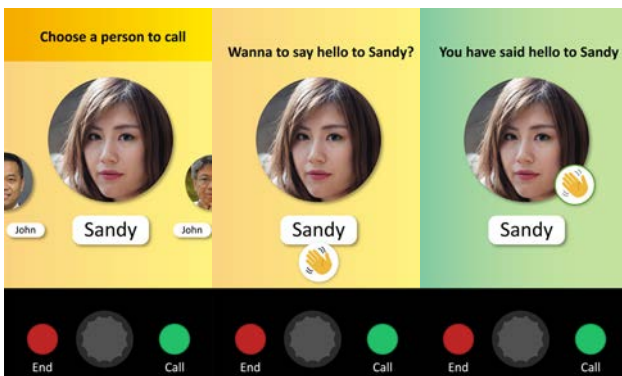 Choose a person to call
John
Sandy
John
End
Call
Wanna to say hello to Sandy?
Sandy
End
Call
You have said hello to Sandy
Sandy
End
Call